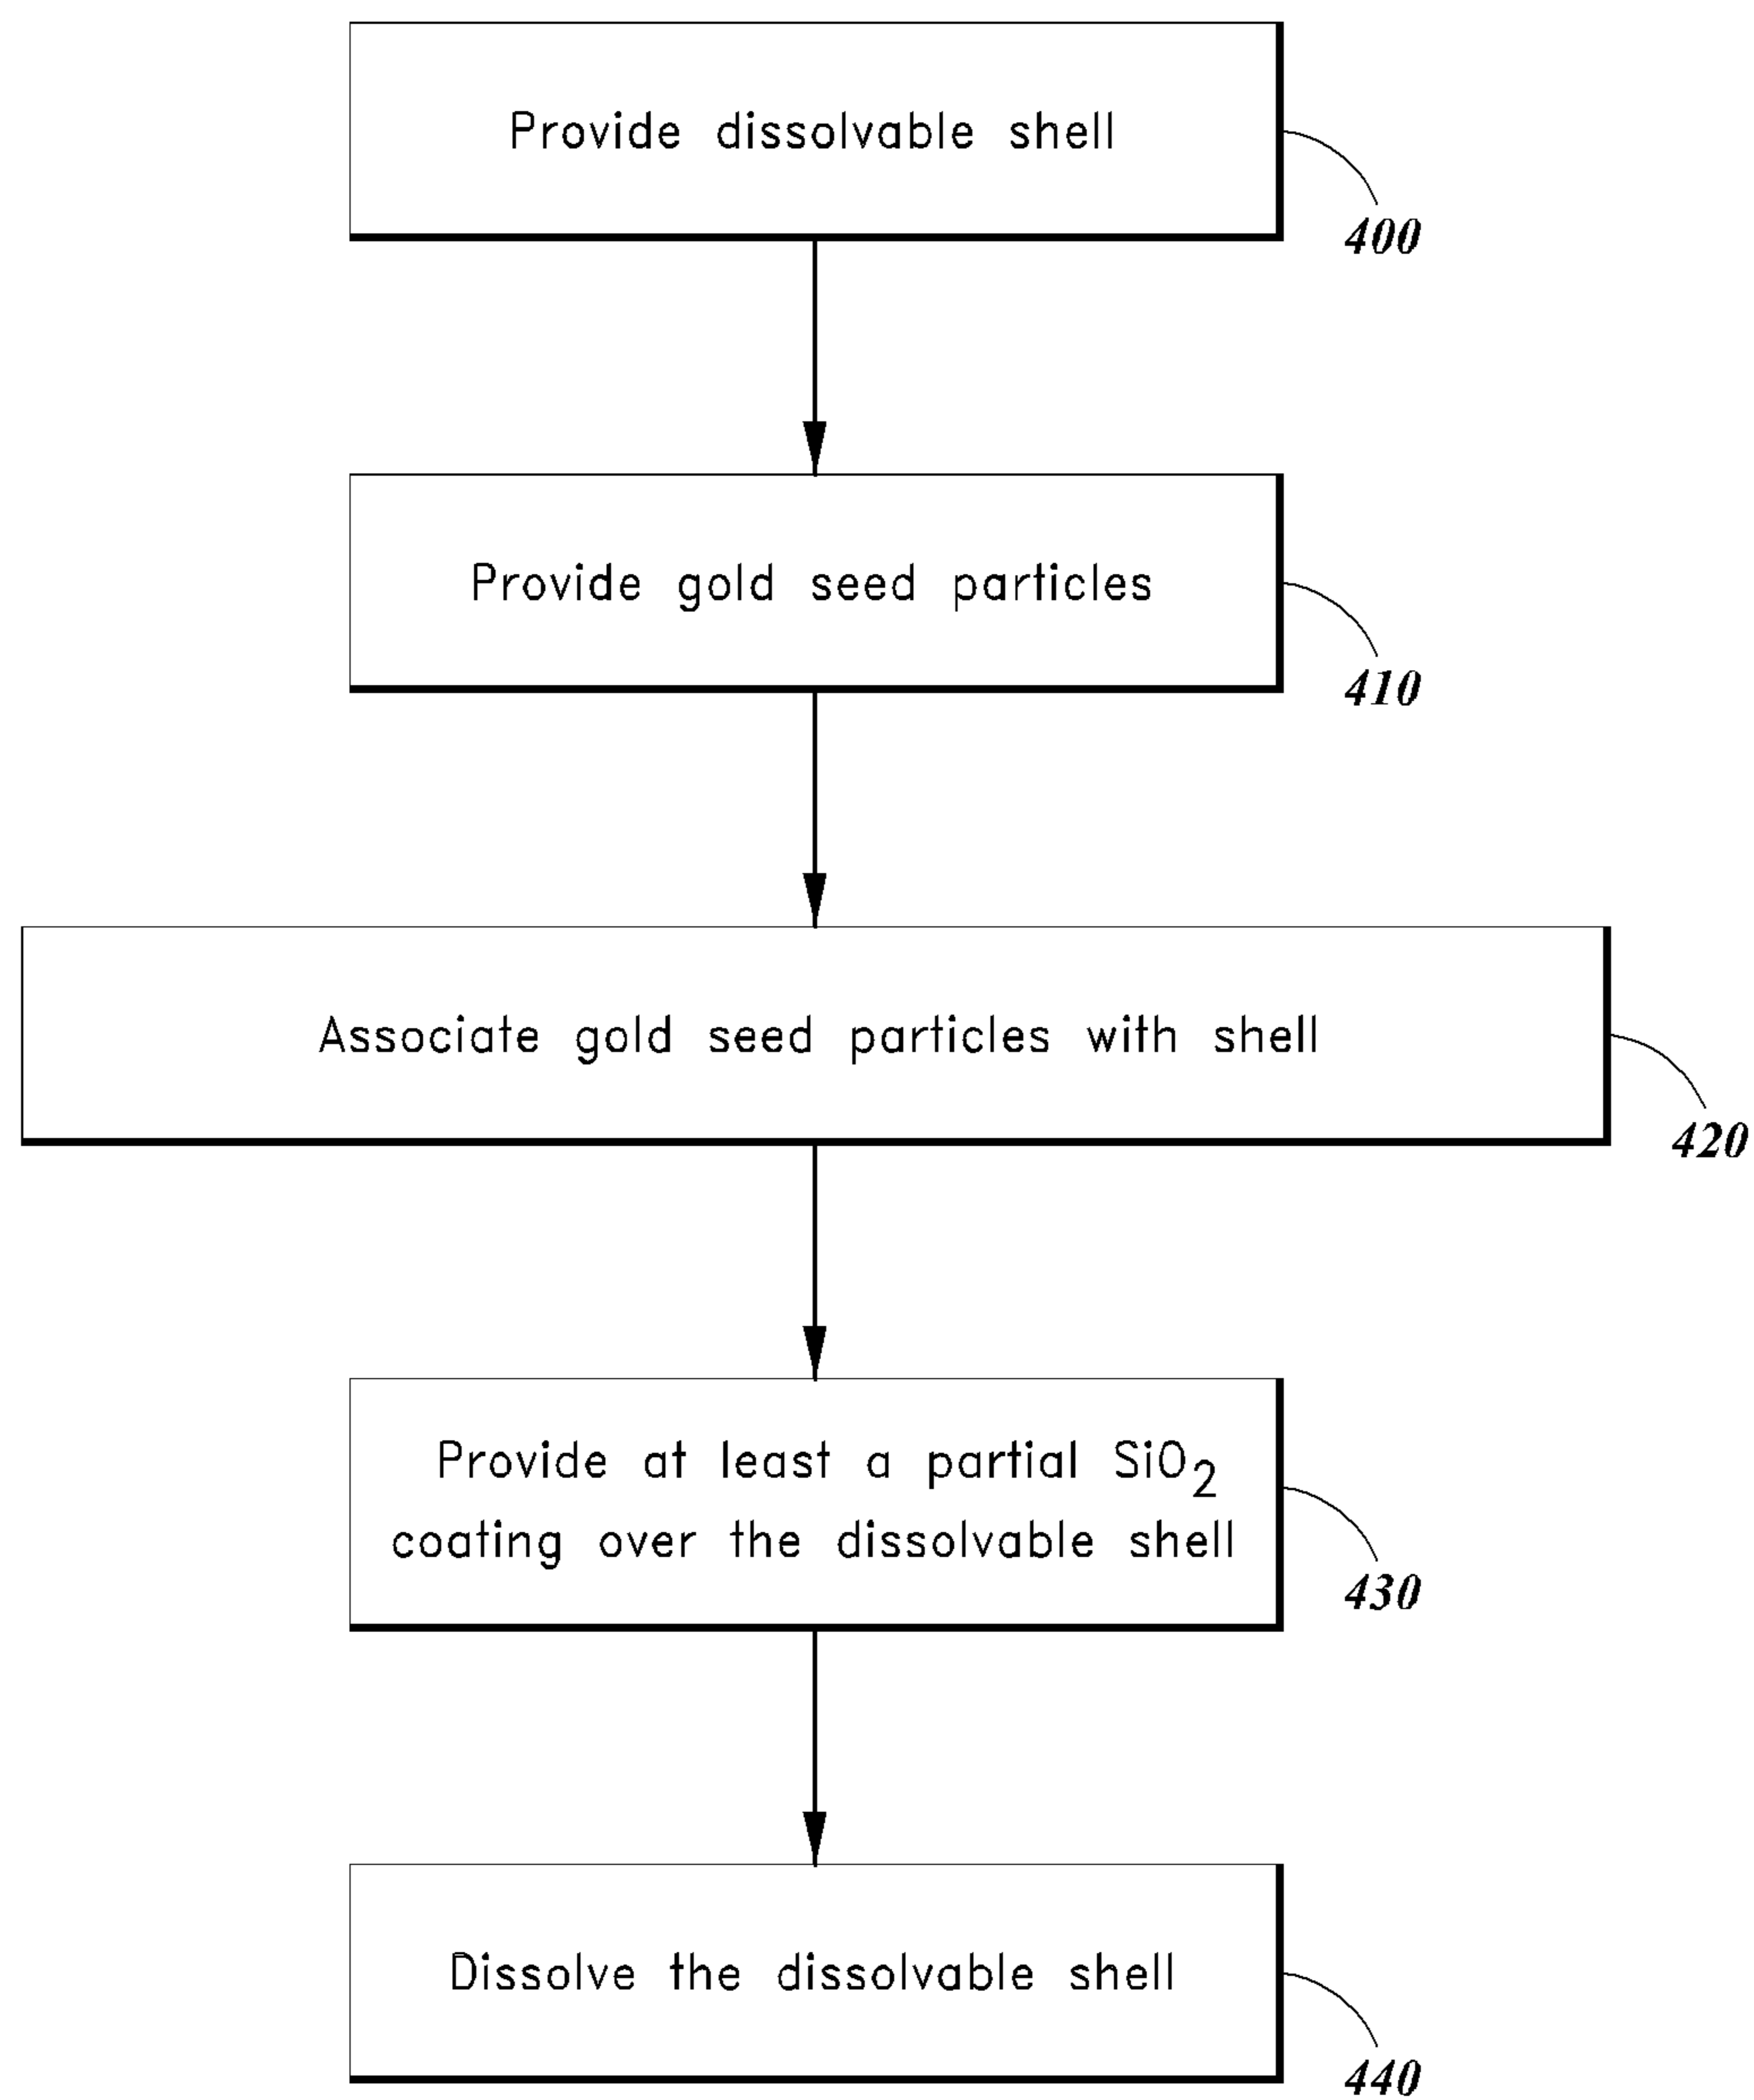 Provide dissolvable shell
400
Provide gold seed particles
410
Associate gold seed particles with shell
420
Provide at least a partial SiO₂
coating over the dissolvable shell
430
Dissolve the dissolvable shell
440